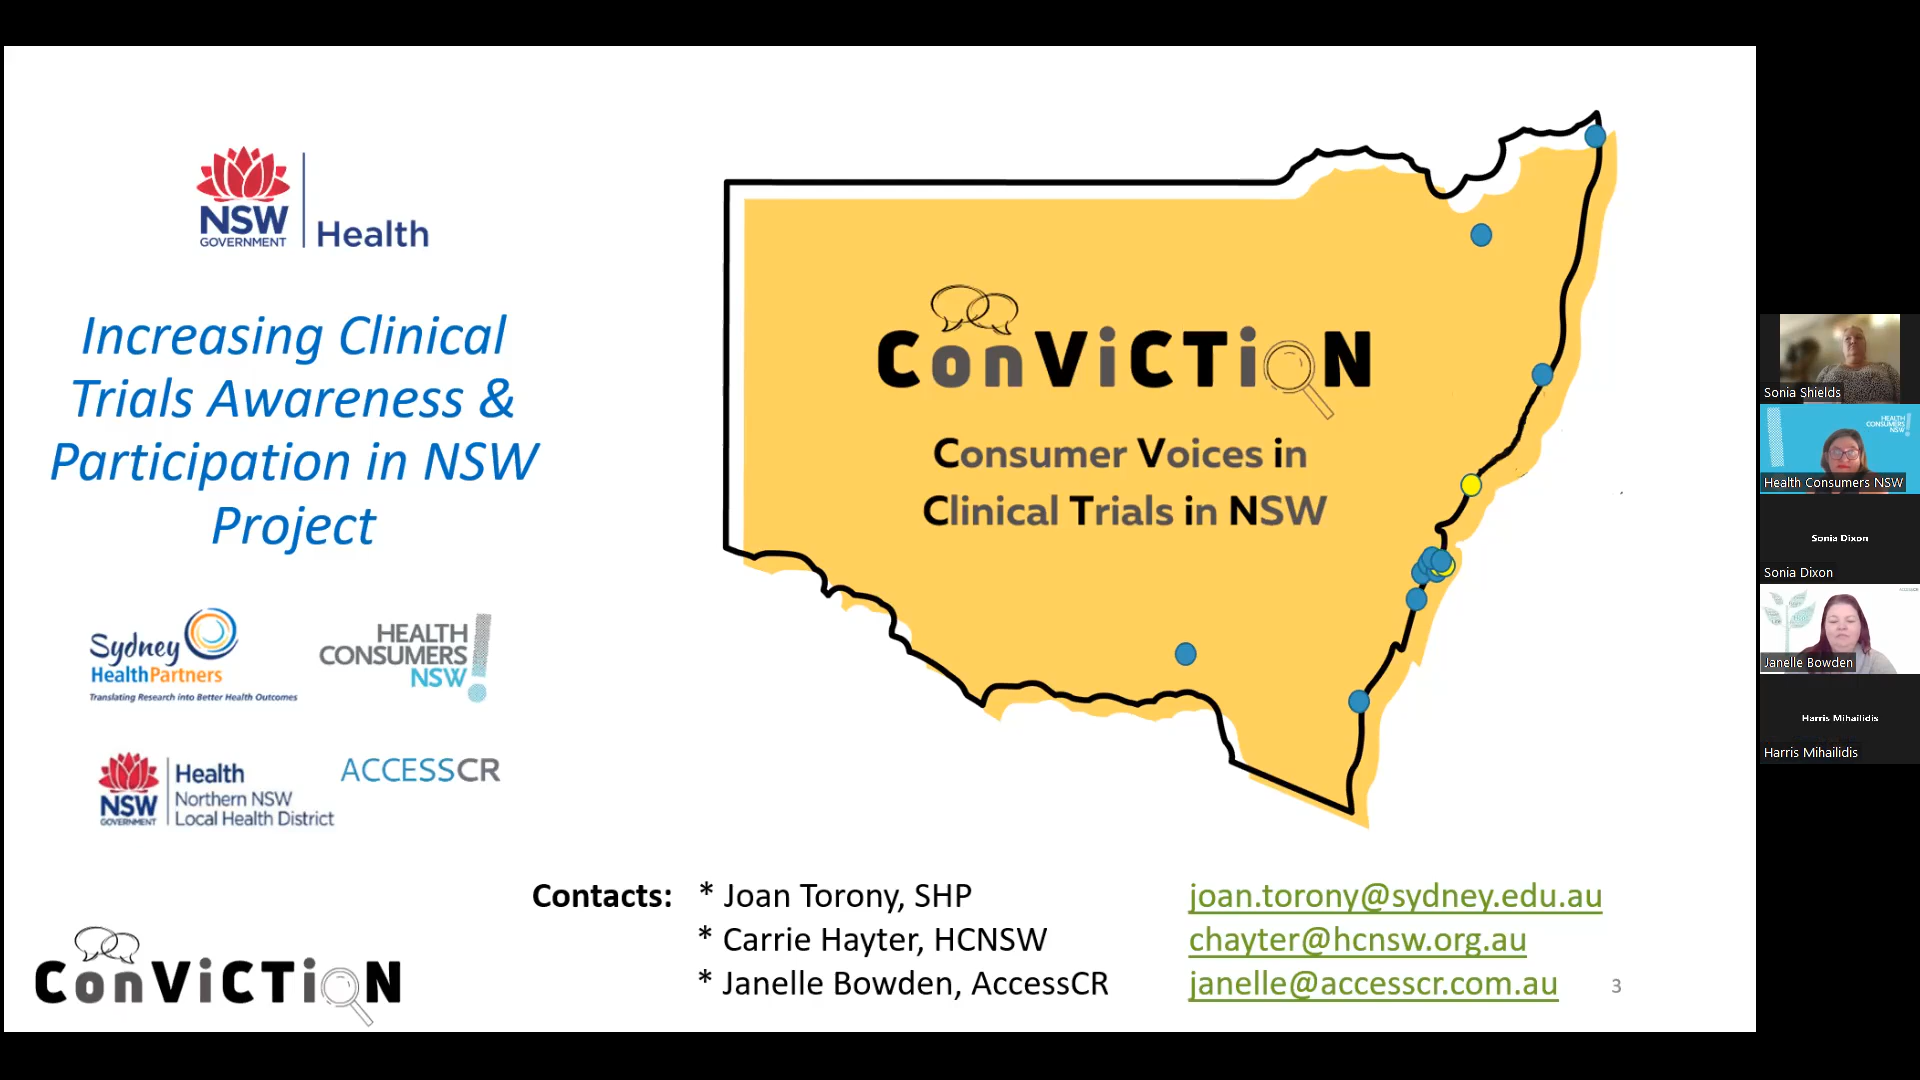 NSW
GOVERNMENT
Health
Increasing Clinical
Trials Awareness &
Participation in NSW
Project
Sydney
HealthPartners
Translating Research into Better Health Outcomes
HEALTH
CONSUMERS
NSW
NSW
GOVERNMENT
Health
Northern NSW
Local Health District
ACCESSCR
ConViCTioN
Consumer Voices in
Clinical Trials in NSW
Contacts: * Joan Torony, SHP joan.torony@sydney.edu.au
* Carrie Hayter, HCNSW chayter@hcnsw.org.au
* Janelle Bowden, AccessCR janelle@accesscr.com.au
3
ConViCTioN
Sonia Shields
HEALTH
CONSUMERS
NSW
Health Consumers NSW
Sonia Dixon
Sonia Dixon
Janelle Bowden
Harris Mihailidis
Harris Mihailidis